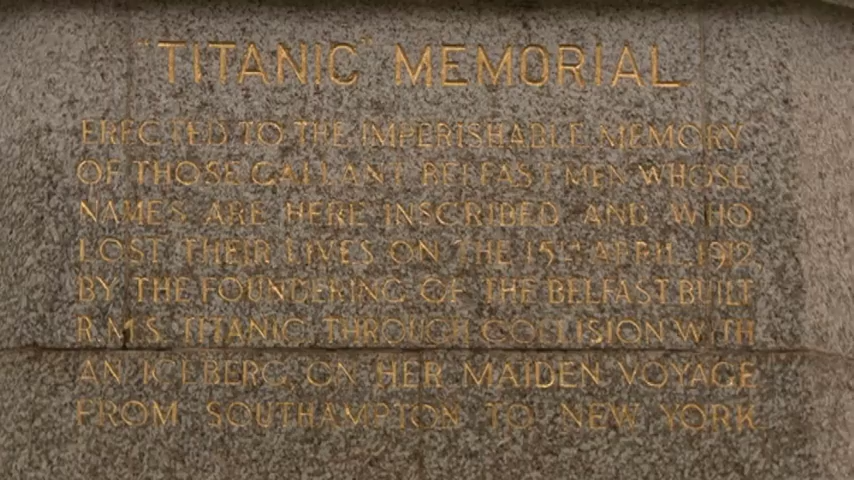 "TITANIC" MEMORIAL
ERECTED TO THE IMPERISHABLE MEMORY
OF THOSE GALLANT BELFAST MEN WHOSE
NAMES ARE HERE INSCRIBED AND WHO
LOST THEIR LIVES ON THE 15TH APRIL 1912,
BY THE FOUNDERING OF THE BELFAST BUILT
R.M.S. TITANIC THROUGH COLLISION WITH
AN ICEBERG, ON HER MAIDEN VOYAGE
FROM SOUTHAMPTON TO NEW YORK